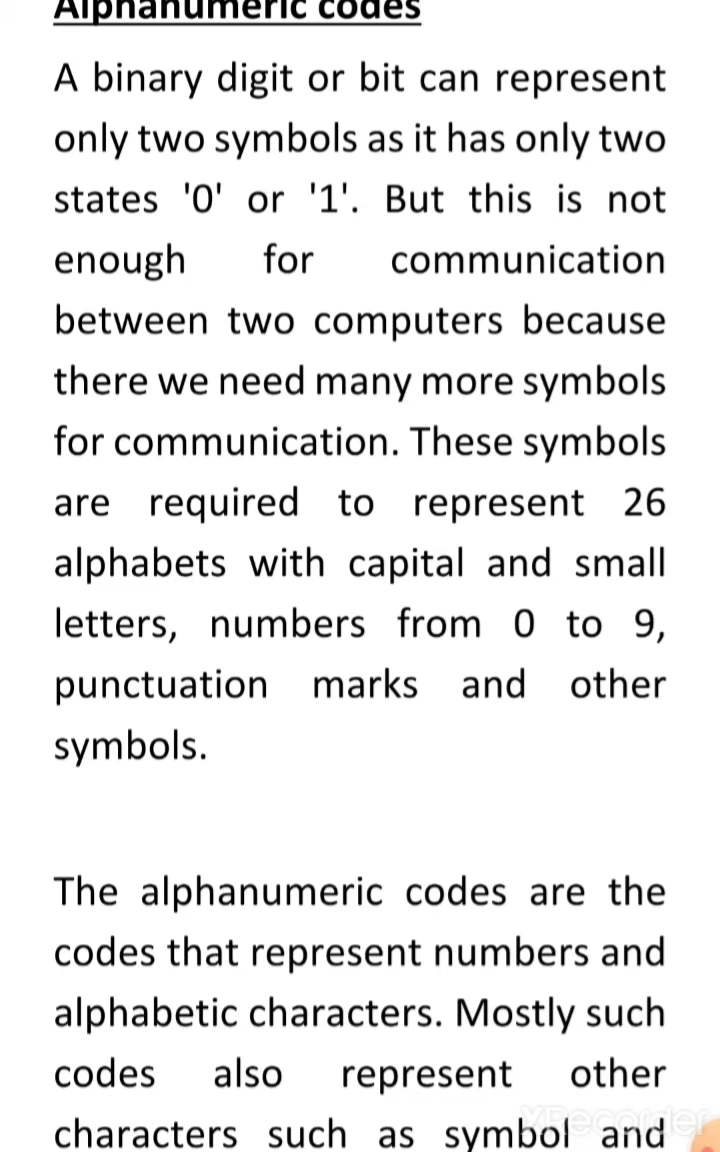 Alphanumeric codes
A binary digit or bit can represent
only two symbols as it has only two
states '0' or '1'. But this is not
enough for communication
between two computers because
there we need many more symbols
for communication. These symbols
are required to represent 26
alphabets with capital and small
letters, numbers from 0 to 9,
punctuation marks and other
symbols.
The alphanumeric codes are the
codes that represent numbers and
alphabetic characters. Mostly such
codes also represent other
characters such as symbol and
XRecorder